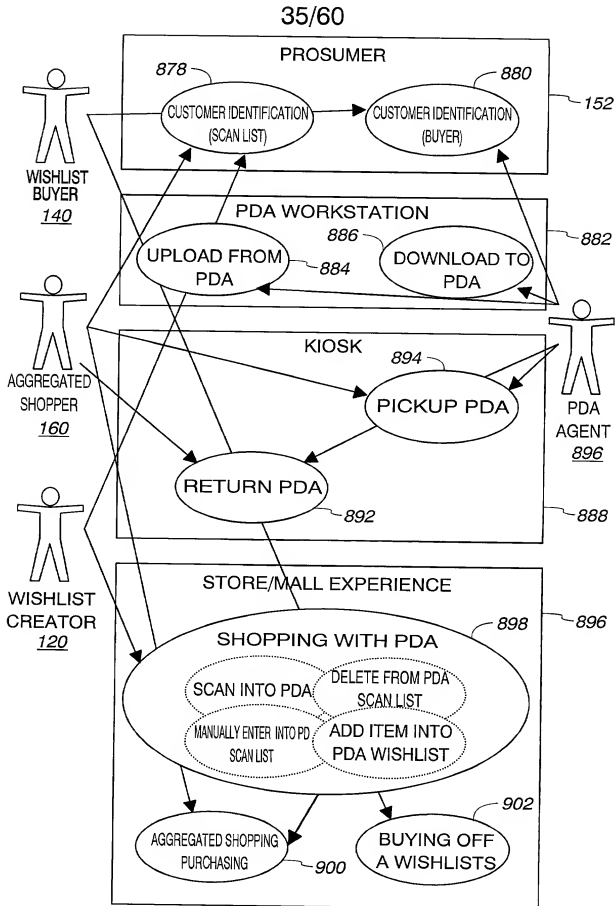 35/60
PROSUMER
878
880
CUSTOMER IDENTIFICATION
(SCAN LIST)
CUSTOMER IDENTIFICATION
(BUYER)
152
WISHLIST
BUYER
140
PDA WORKSTATION
886
882
UPLOAD FROM
PDA
884
DOWNLOAD TO
PDA
KIOSK
894
AGGREGATED
SHOPPER
160
PICKUP PDA
PDA
AGENT
896
RETURN PDA
892
888
WISHLIST
CREATOR
120
STORE/MALL EXPERIENCE
896
898
SHOPPING WITH PDA
SCAN INTO PDA
DELETE FROM PDA
SCAN LIST
MANUALLY ENTER INTO PD
SCAN LIST
ADD ITEM INTO
PDA WISHLIST
902
AGGREGATED SHOPPING
PURCHASING
900
BUYING OFF
A WISHLISTS